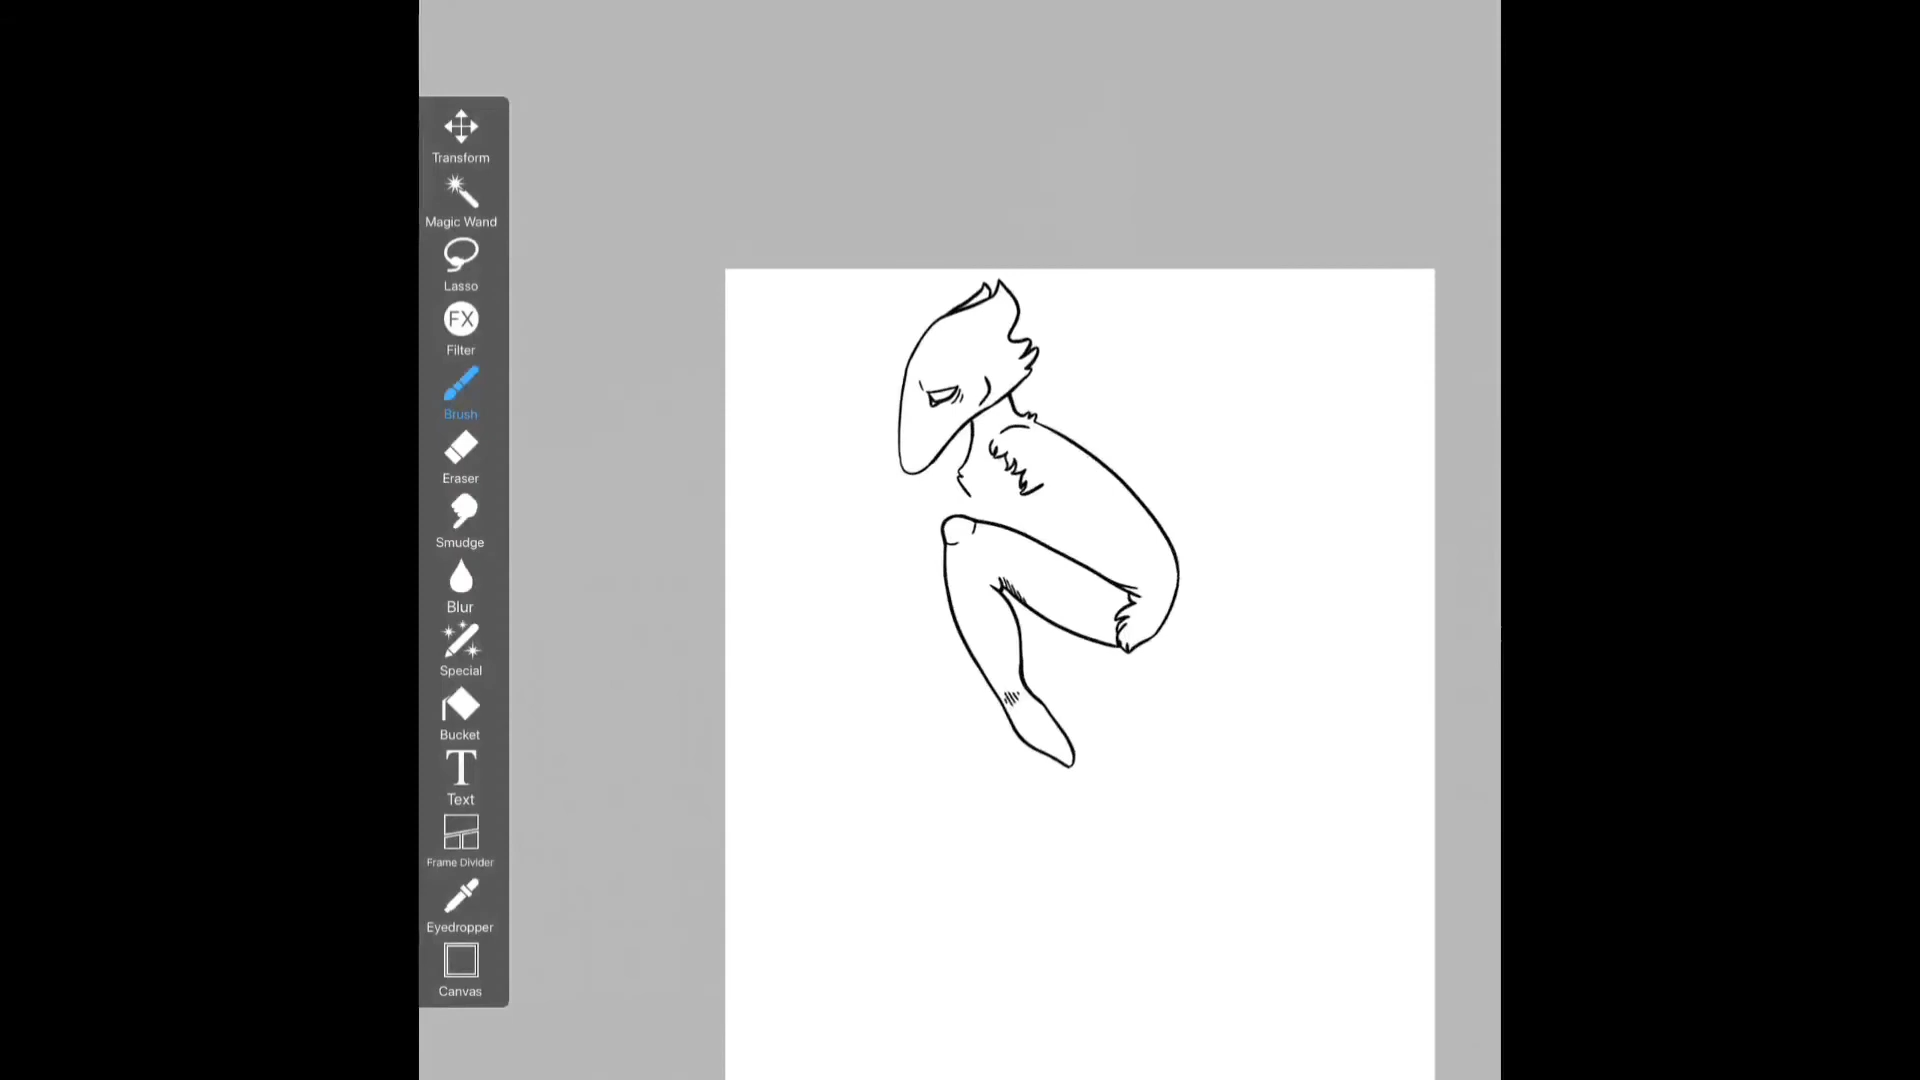 Transform
Magic Wand
Lasso
FX
Filter
Brush
Eraser
Smudge
Blur
Special
Bucket
T
Text
Frame Divider
Eyedropper
Canvas